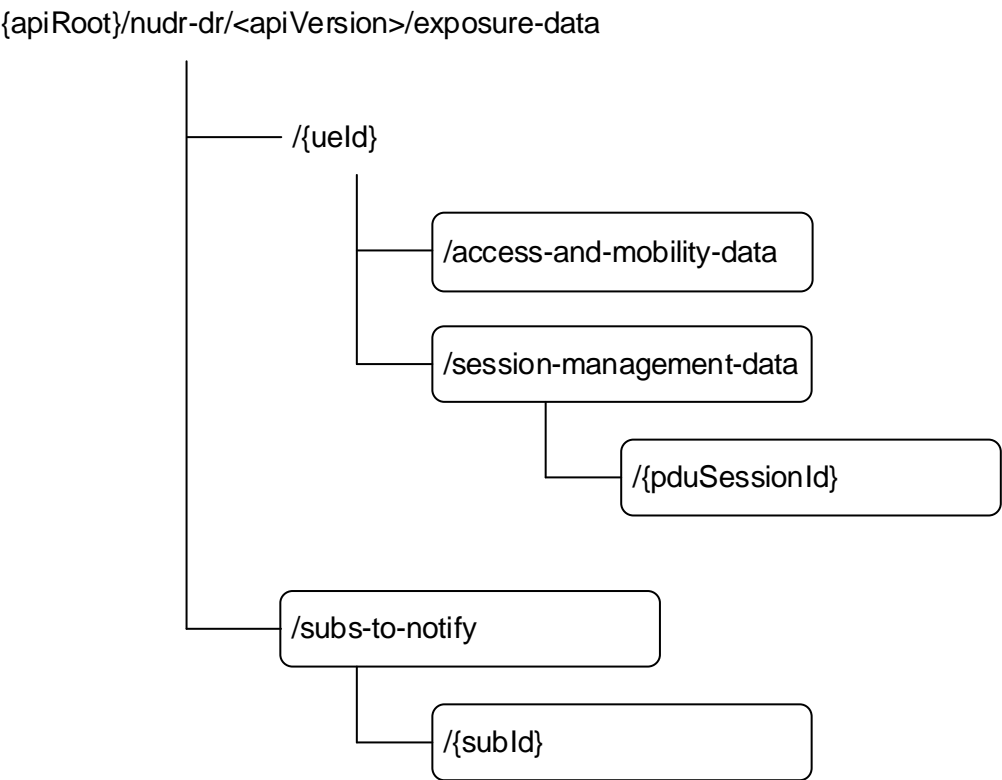 {apiRoot}/nudr-dr/<apiVersion>/exposure-data
/{ueId}
/access-and-mobility-data
/session-management-data
/{pduSessionId}
/subs-to-notify
/{subId}